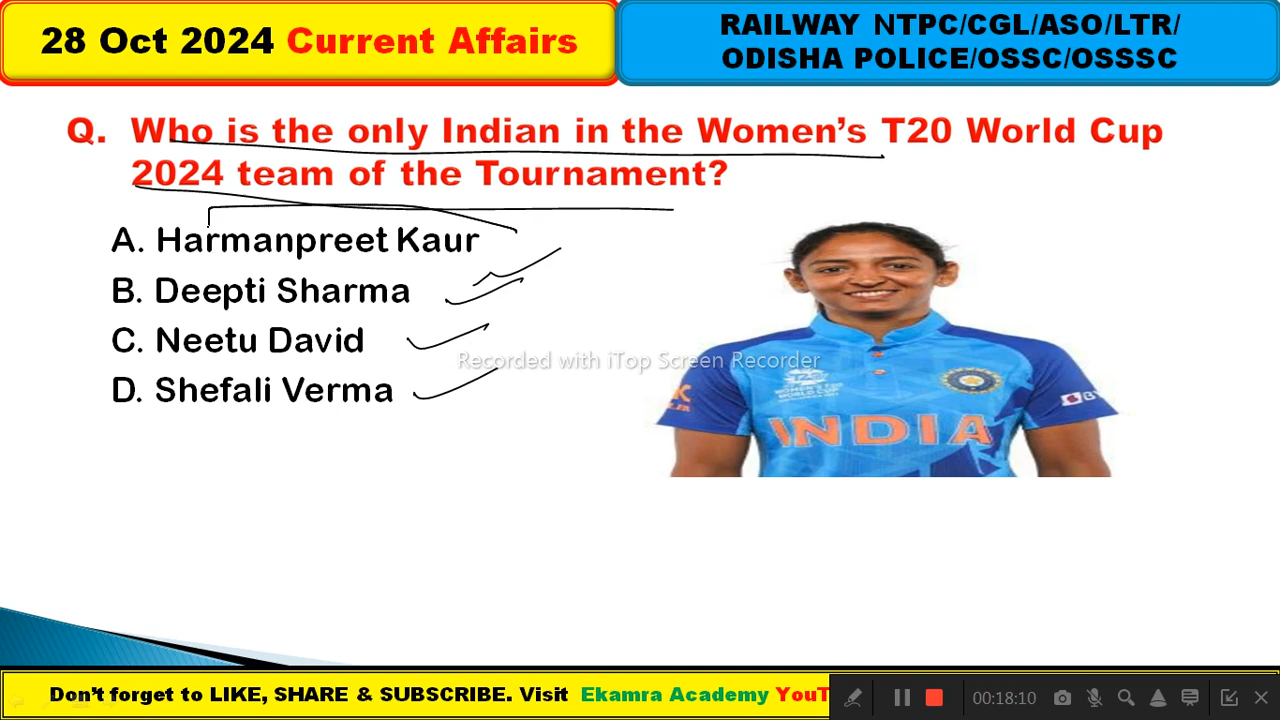 28 Oct 2024 Current Affairs
RAILWAY NTPC/CGL/ASO/LTR/
ODISHA POLICE/OSSC/OSSSC
Q. Who is the only Indian in the Women's T20 World Cup
2024 team of the Tournament?
A. Harmanpreet Kaur
B. Deepti Sharma
C. Neetu David
D. Shefali Verma
Recorded with iTop Screen Recorder
INDIA
Don't forget to LIKE, SHARE & SUBSCRIBE. Visit Ekamra Academy YouT
00:18:10